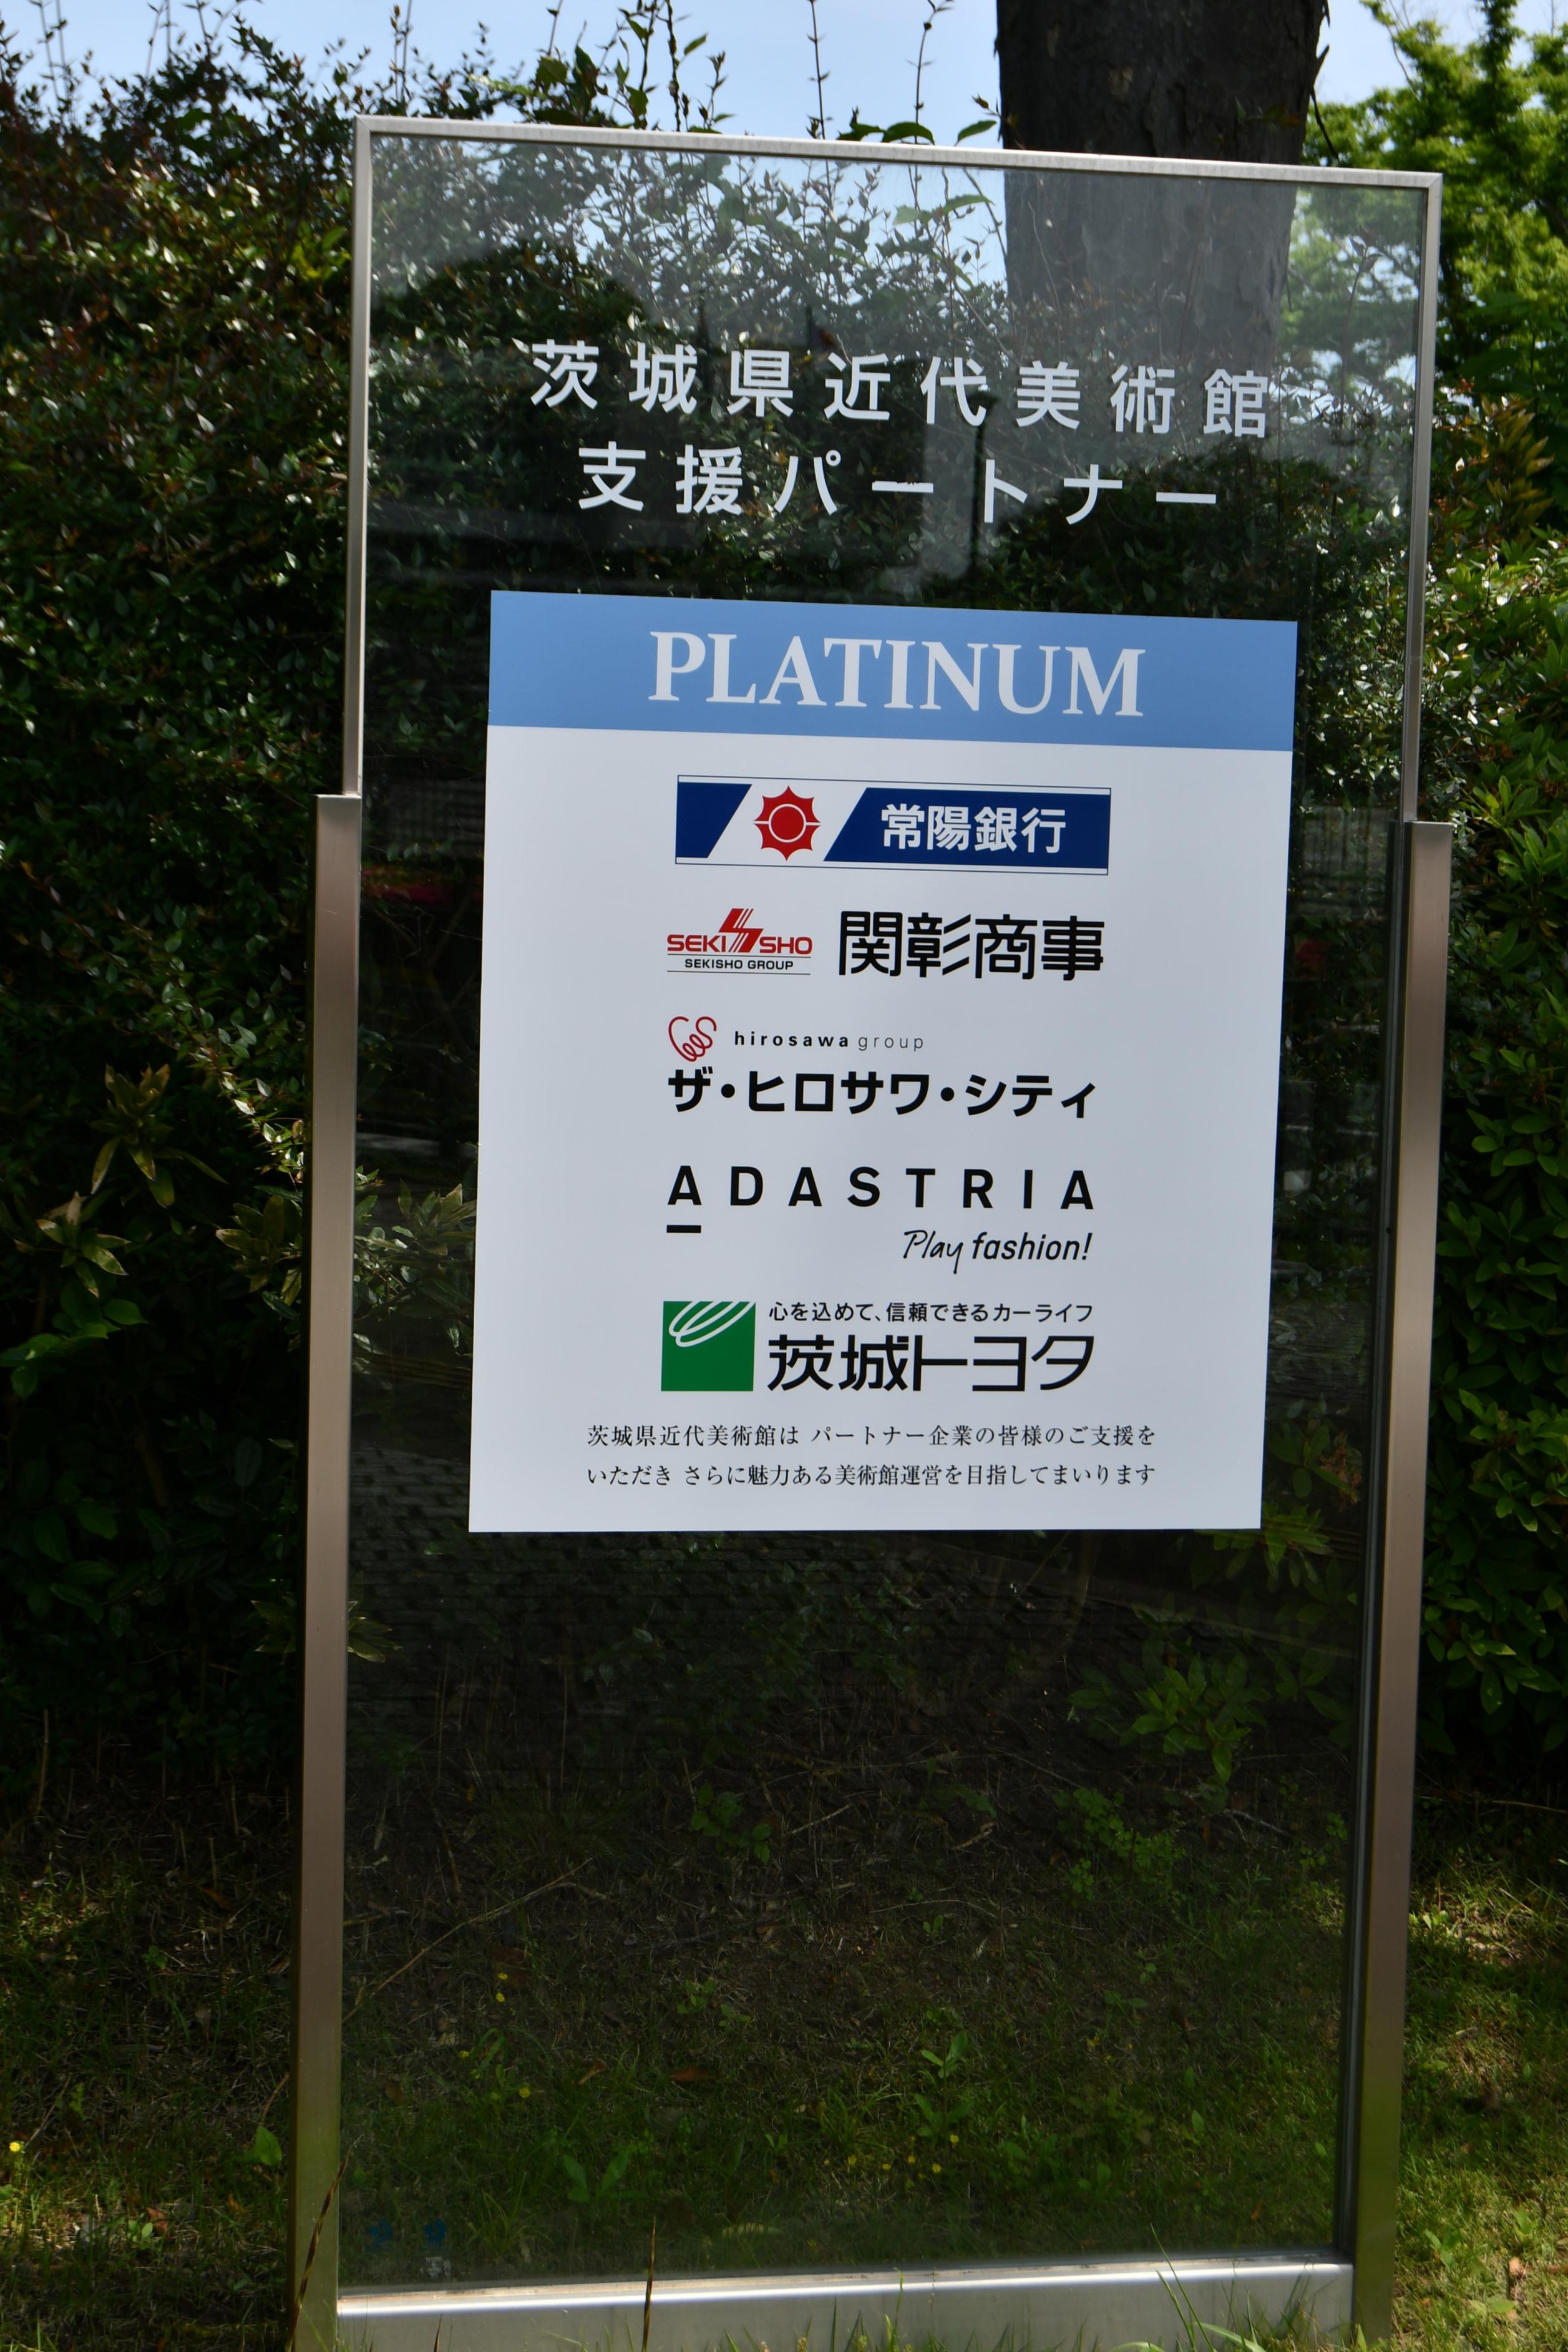 茨城県近代美術館
支援パートナー
PLATINUM
常陽銀行
SEKISHO
SEKISHO GROUP
関彰商事
hirosawa group
ザ・ヒロサワ・シティ
ADASTRIA
Play fashion!
心を込めて、信頼できるカーライフ
茨城トヨタ
茨城県近代美術館は パートナー企業の皆様のご支援を
いただき さらに魅力ある美術館運営を目指してまいります